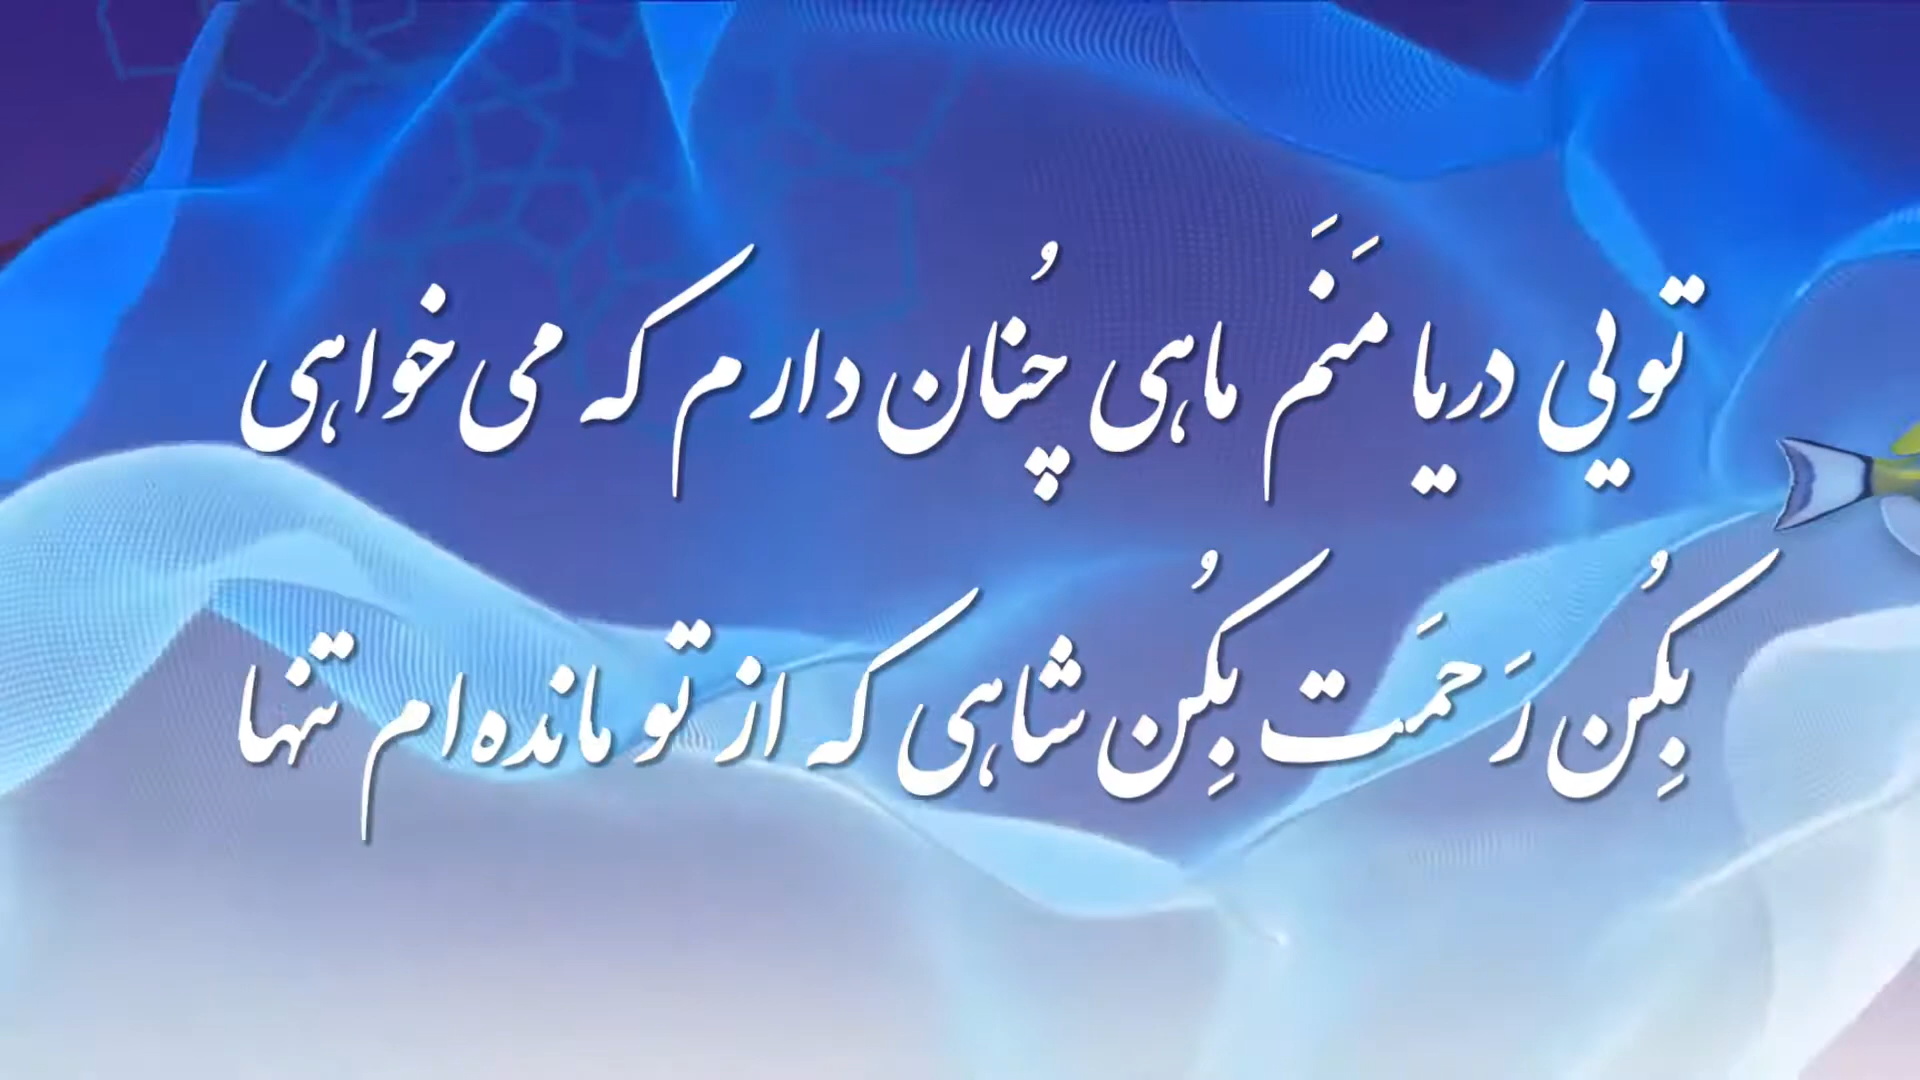 تویی دریا مَنَم ماهی چُنان دارم که می خواهی
بِکُن رَحمَت بِکُن شاهی که از تو مانده ام تنها